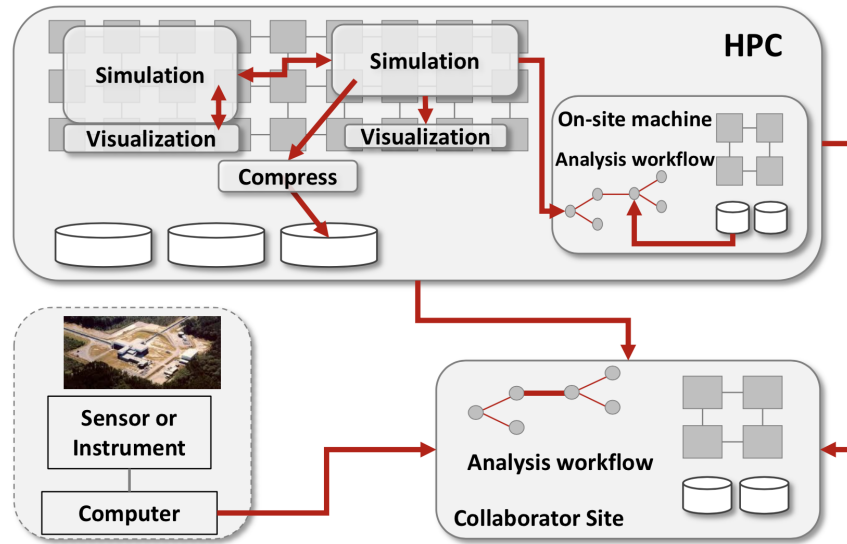 HPC
Simulation
Simulation
Visualization
Visualization
Compress
On-site machine
Analysis workflow
Sensor or
Instrument
Computer
Analysis workflow
Collaborator Site